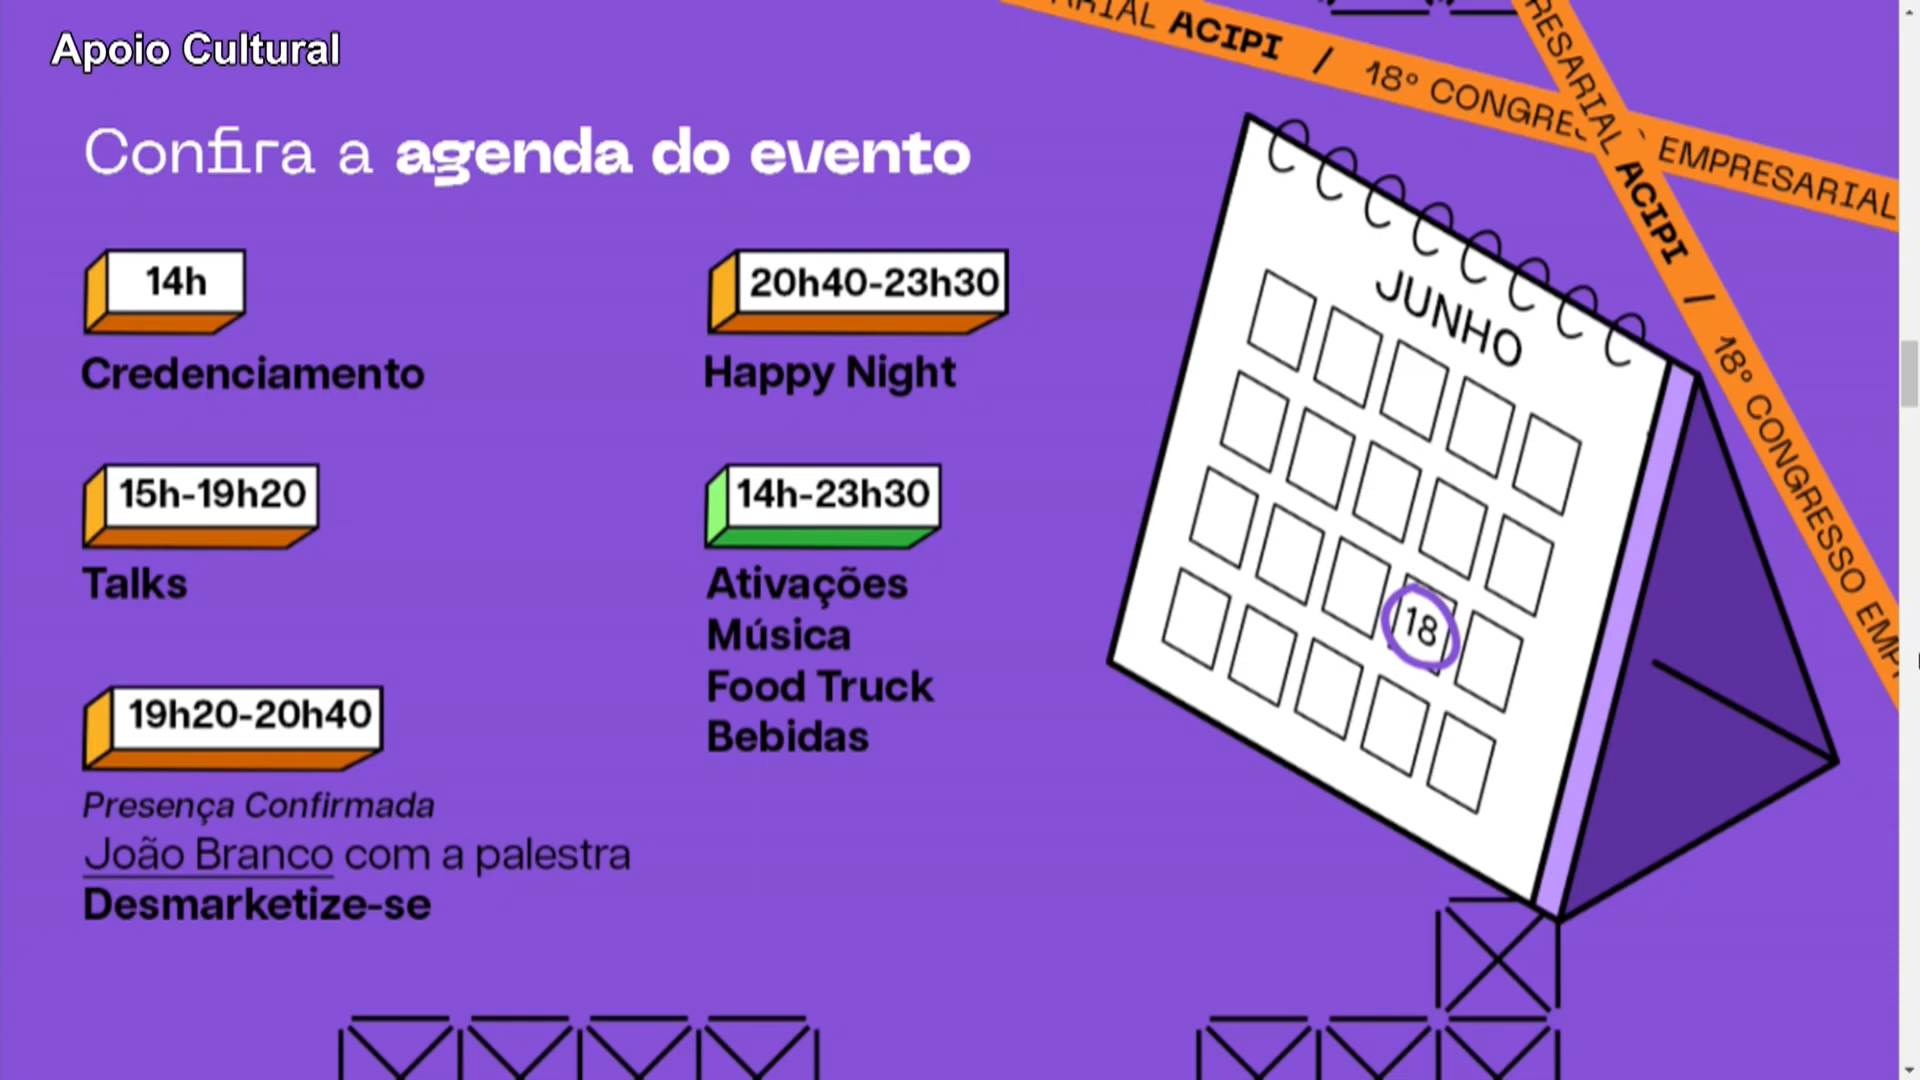 Apoio Cultural
Confira a agenda do evento
14h
Credenciamento
15h-19h20
Talks
19h20-20h40
Presença Confirmada
João Branco com a palestra
Desmarketize-se
20h40-23h30
Happy Night
14h-23h30
Ativações
Música
Food Truck
Bebidas
JUNHO
18
ACIPI / 18º EMPRESARIAL
ACIPI / 18º CONGRESSO